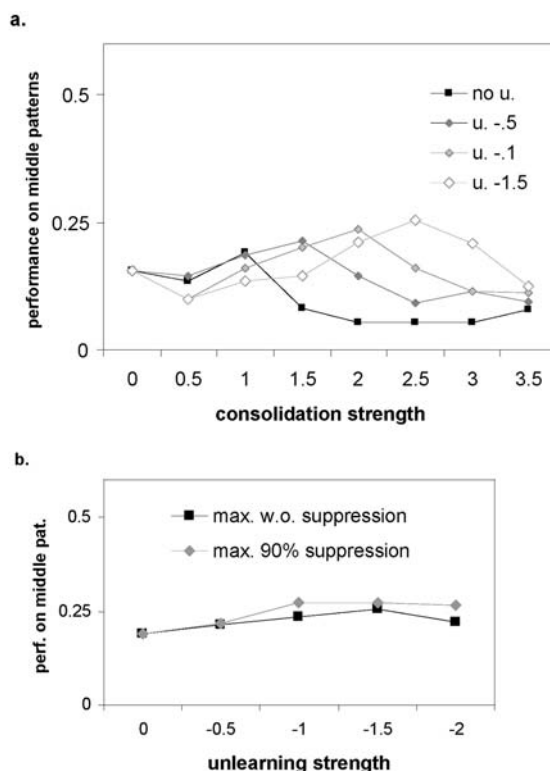 a.
performance on middle patterns
0.5
0.25
0
no u.
u. -.5
u. -.1
u. -1.5
0 0.5 1 1.5 2 2.5 3 3.5
consolidation strength
b.
perf. on middle pat.
0.5
0.25
0
max. w.o. suppression
max. 90% suppression
0 -0.5 -1 -1.5 -2
unlearning strength